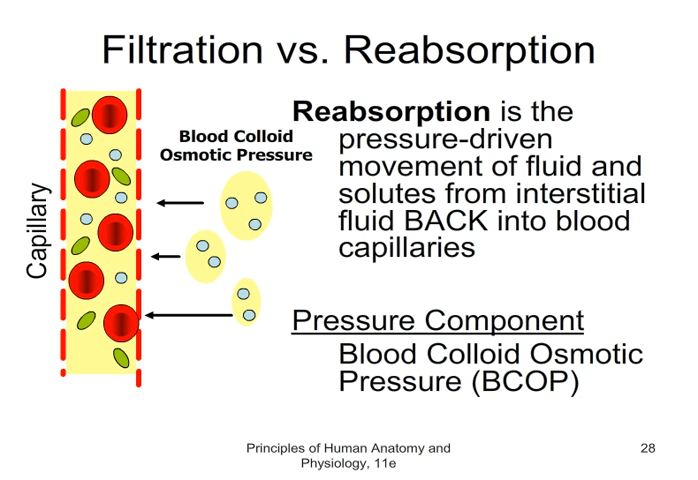 Filtration vs. Reabsorption
Capillary
Blood Colloid
Osmotic Pressure
Reabsorption is the
pressure-driven
movement of fluid and
solutes from interstitial
fluid BACK into blood
capillaries
Pressure Component
Blood Colloid Osmotic
Pressure (BCOP)
Principles of Human Anatomy and
Physiology, 11e
28